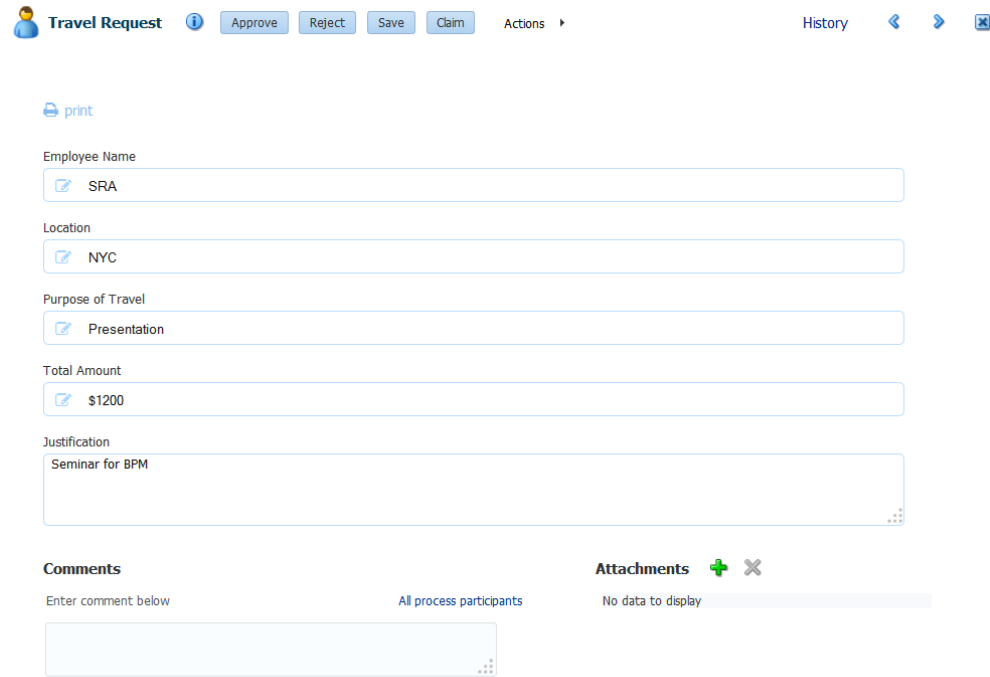 Travel Request Approve Reject Save Claim Actions History
print
Employee Name
SRA
Location
NYC
Purpose of Travel
Presentation
Total Amount
$1200
Justification
Seminar for BPM
Comments Attachments
Enter comment below All process participants No data to display